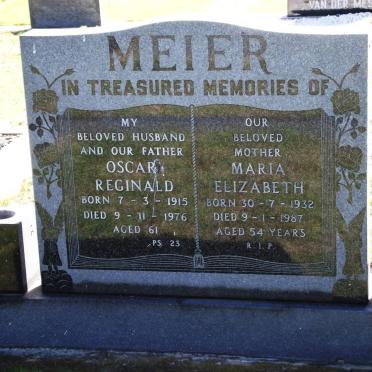 VAN DER MES
MEIER
IN TREASURED MEMORIES OF
MY
BELOVED HUSBAND
AND OUR FATHER
OSCAR
REGINALD
BORN 7-3-1915
DIED 9-11-1976
AGED 61
PS 23
OUR
BELOVED
MOTHER
MARIA
ELIZABETH
BORN 30-7-1932
DIED 9-1-1987
AGED 54 YEARS
R.I.P.